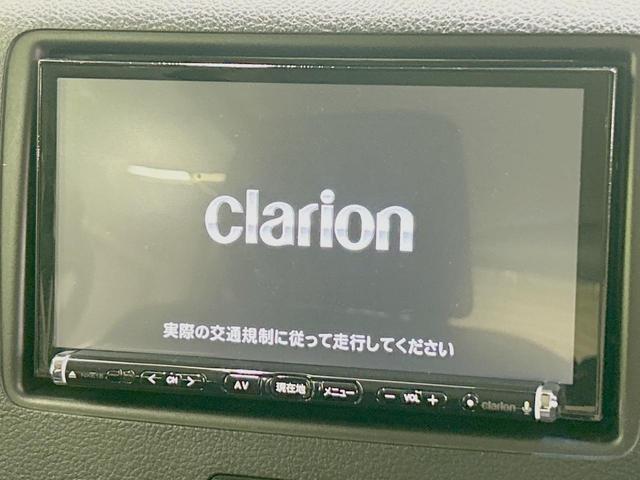 clarion
実際の交通規制に従って走行してください
CH
AV
現在地
メニュー
− VOL +
clarion